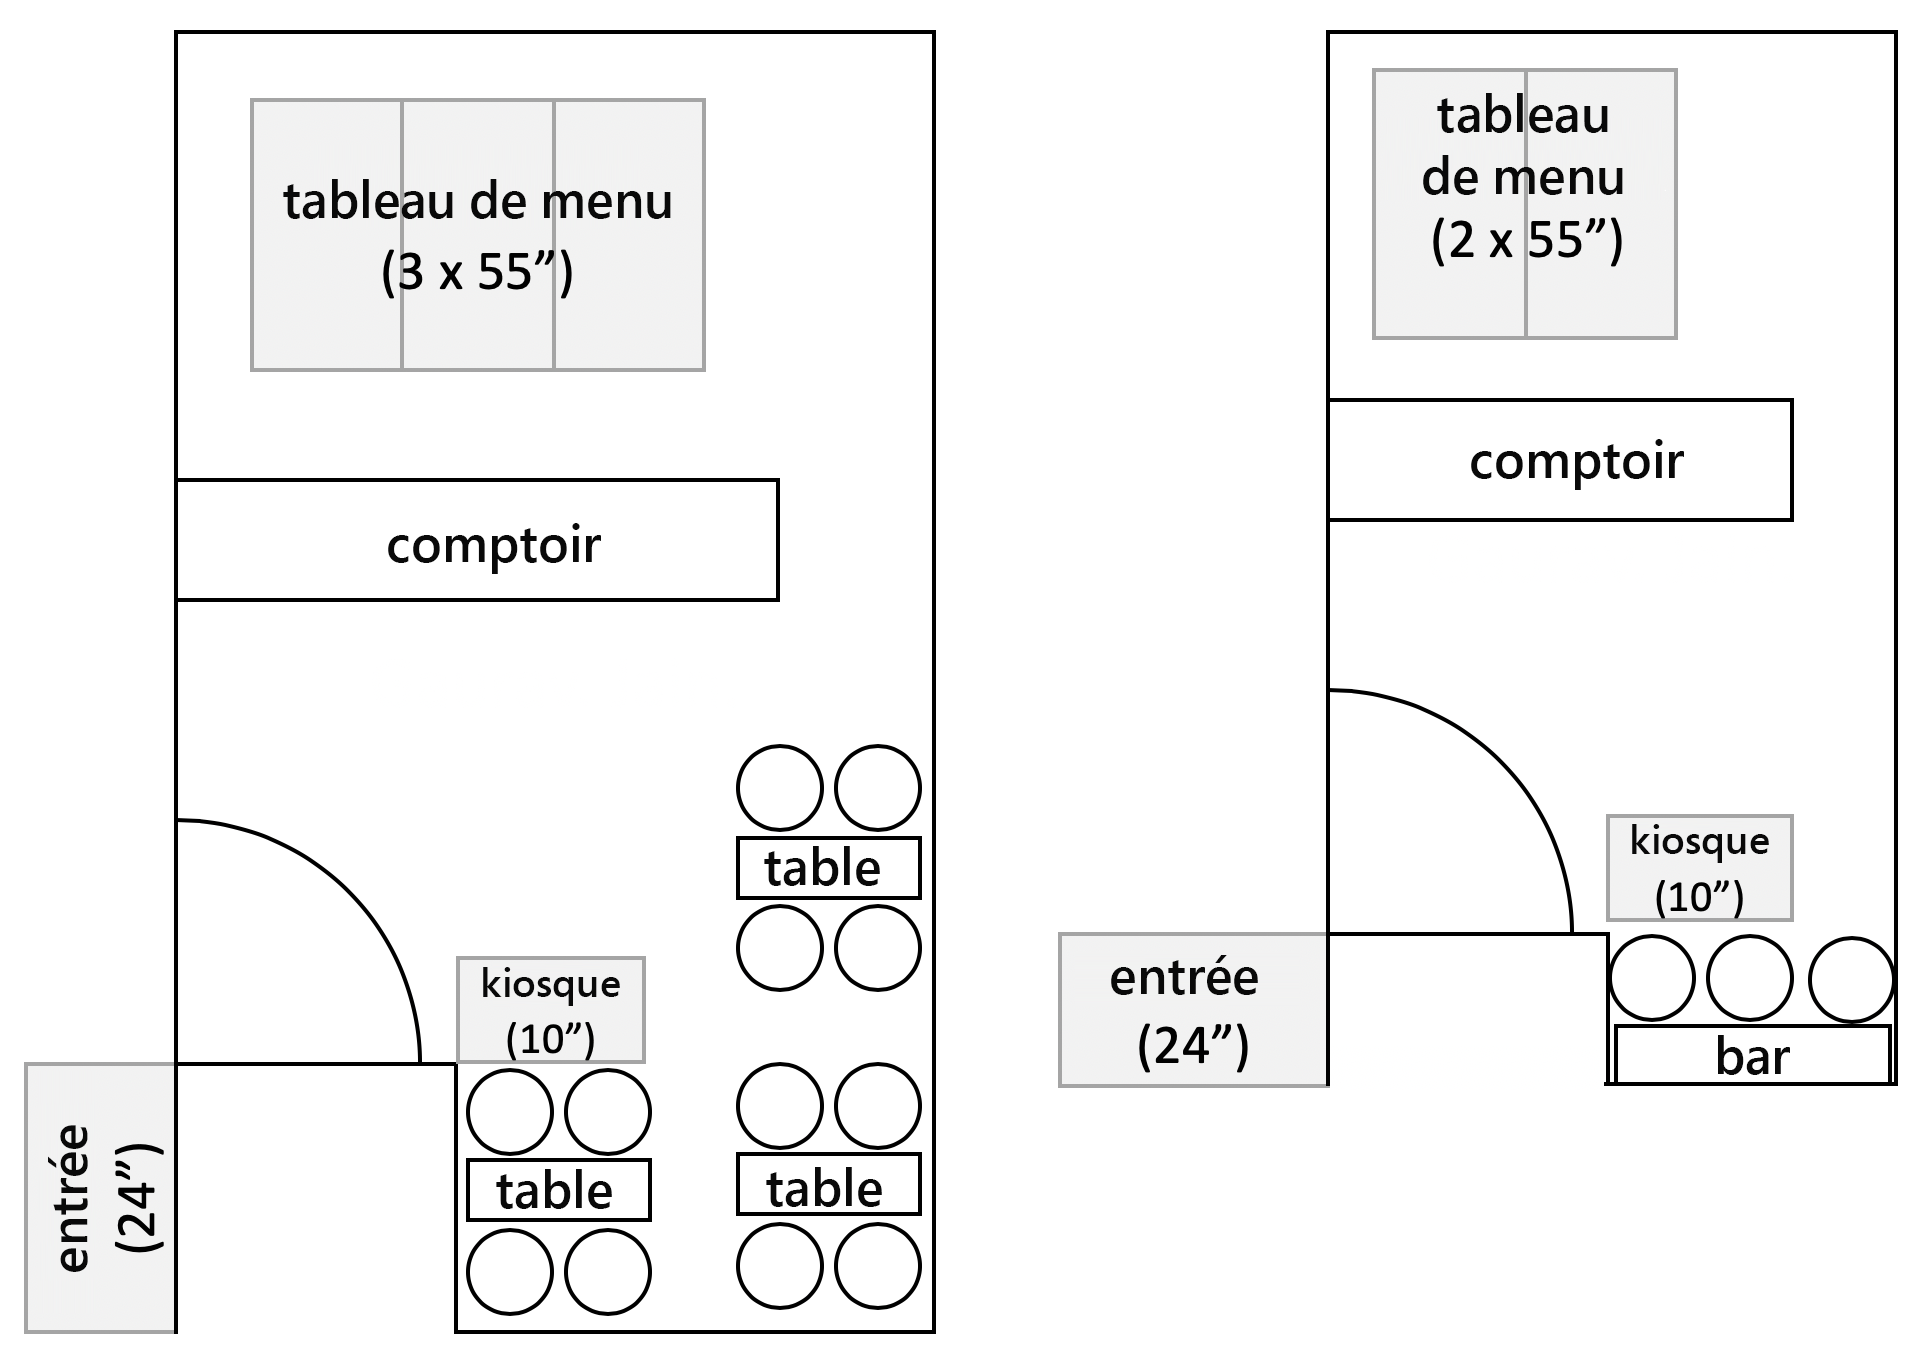 tableau de menu
(3 x 55”)
comptoir
table
kiosque
(10”)
entrée
(24”)
table
table
tableau
de menu
(2 x 55”)
comptoir
kiosque
(10”)
entrée
(24”)
bar